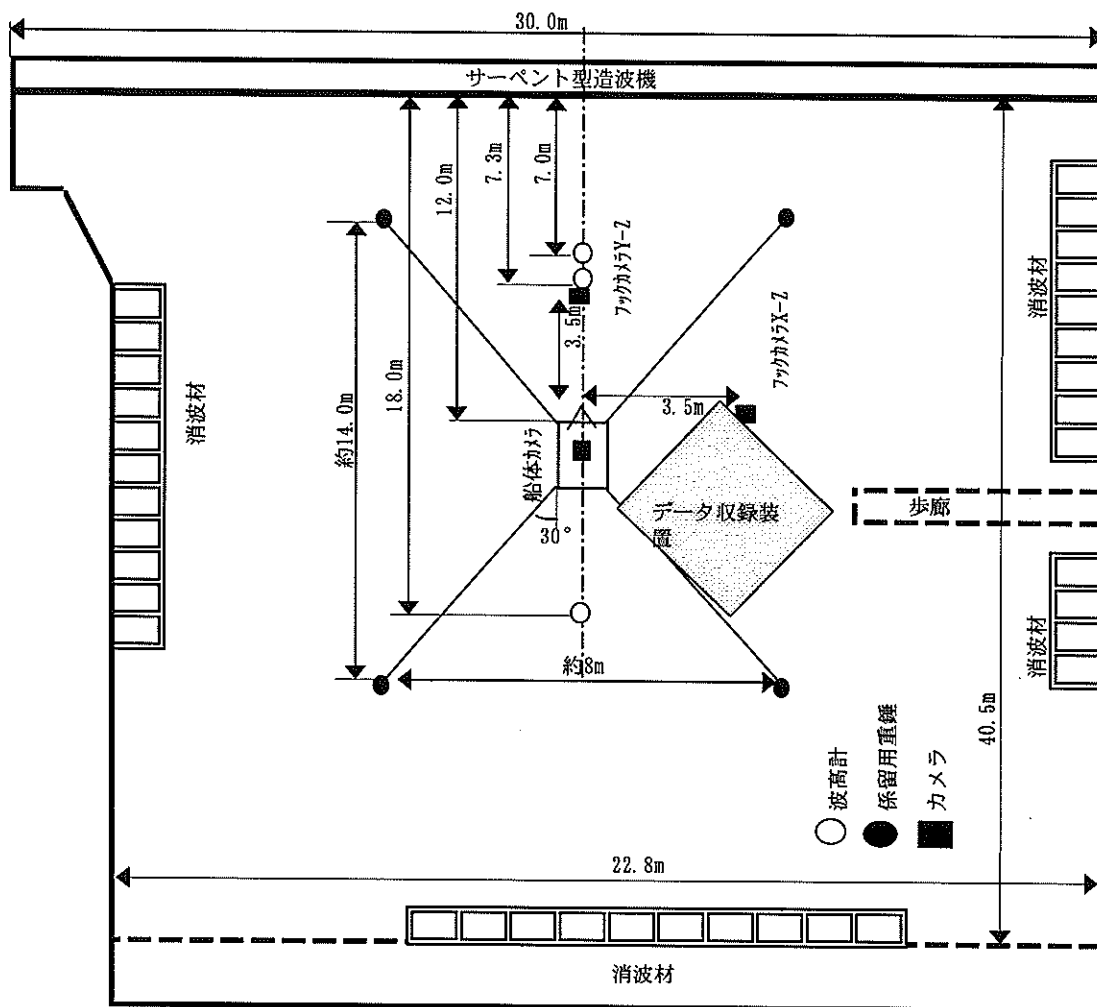 30.0m
サーペント型造波機
7.0m
7.3m
12.0m
18.0m
約14.0m
3.5m
フックカメラY-Z
フックカメラX-Z
3.5m
船体カメラ
30°
データ収録装
置
歩廊
消波材
消波材
消波材
約8m
40.5m
波高計
係留用重錘
カメラ
22.8m
消波材